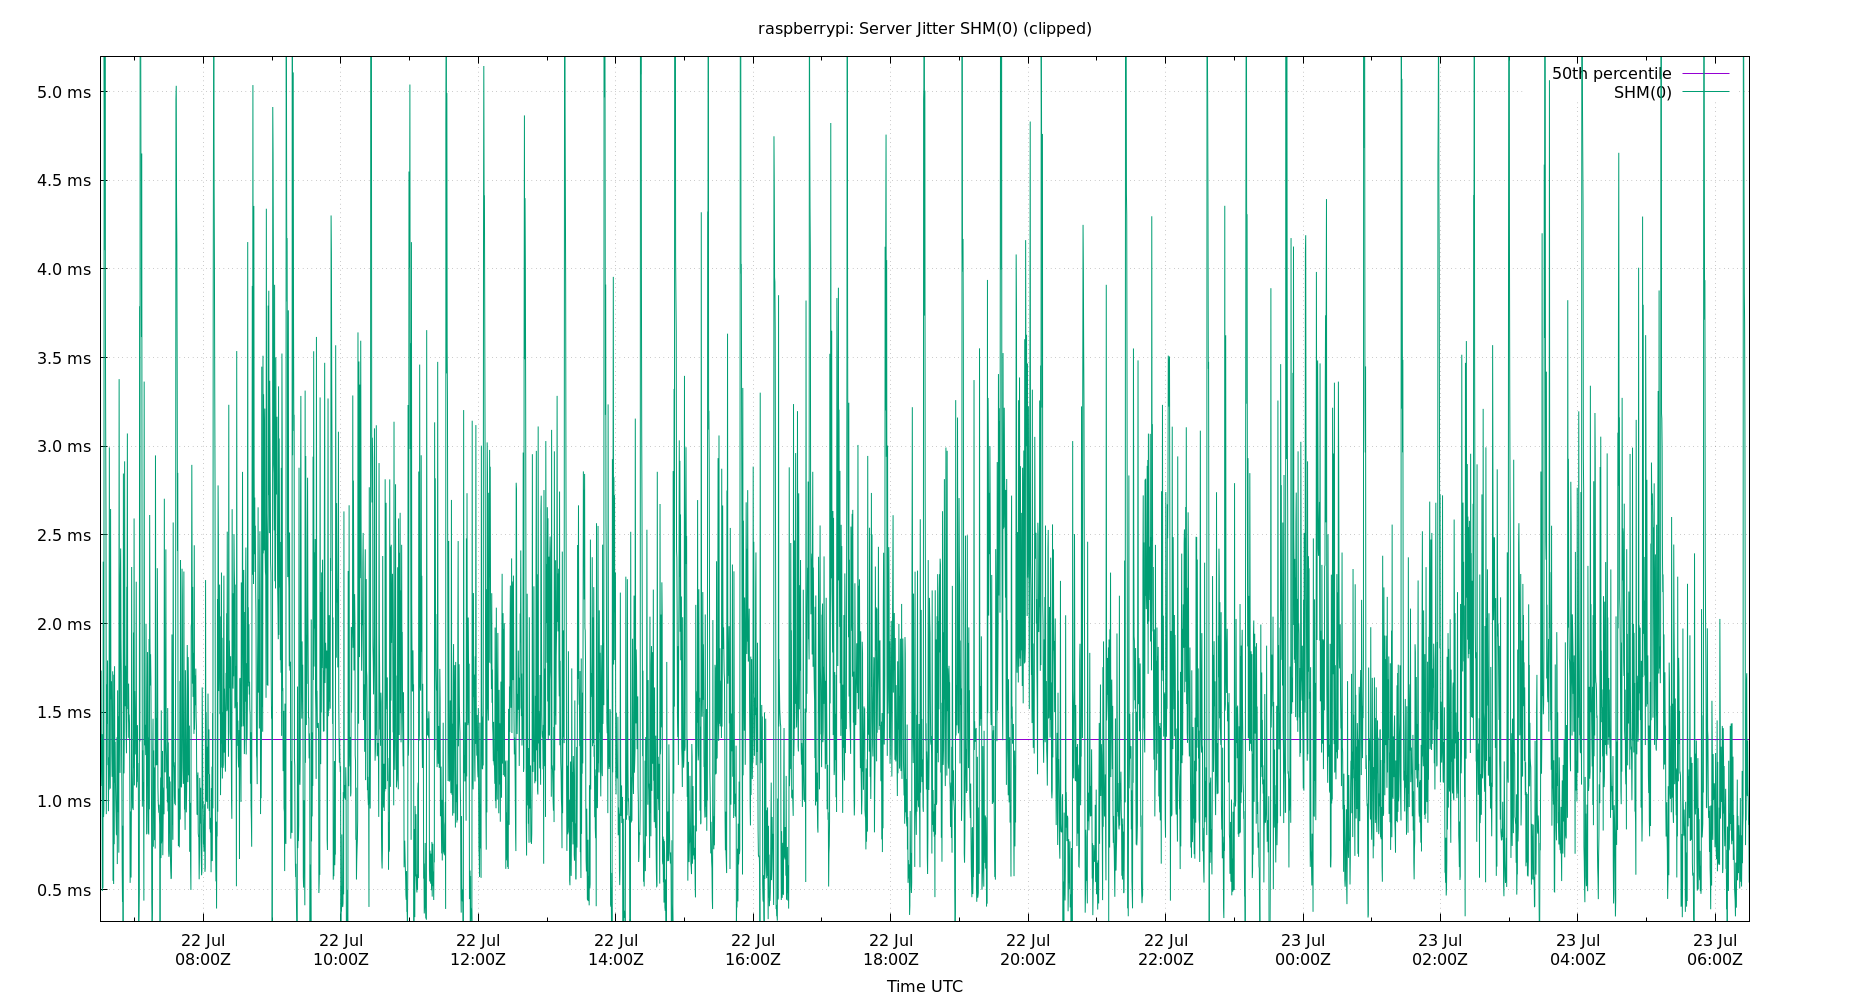 raspberrypi: Server Jitter SHM(0) (clipped)
50th percentile
SHM(0)
5.0 ms
4.5 ms
4.0 ms
3.5 ms
3.0 ms
2.5 ms
2.0 ms
1.5 ms
1.0 ms
0.5 ms
22 Jul 22 Jul 22 Jul 22 Jul 22 Jul 22 Jul 22 Jul 22 Jul 23 Jul 23 Jul 23 Jul 23 Jul
08:00Z 10:00Z 12:00Z 14:00Z 16:00Z 18:00Z 20:00Z 22:00Z 00:00Z 02:00Z 04:00Z 06:00Z
Time UTC